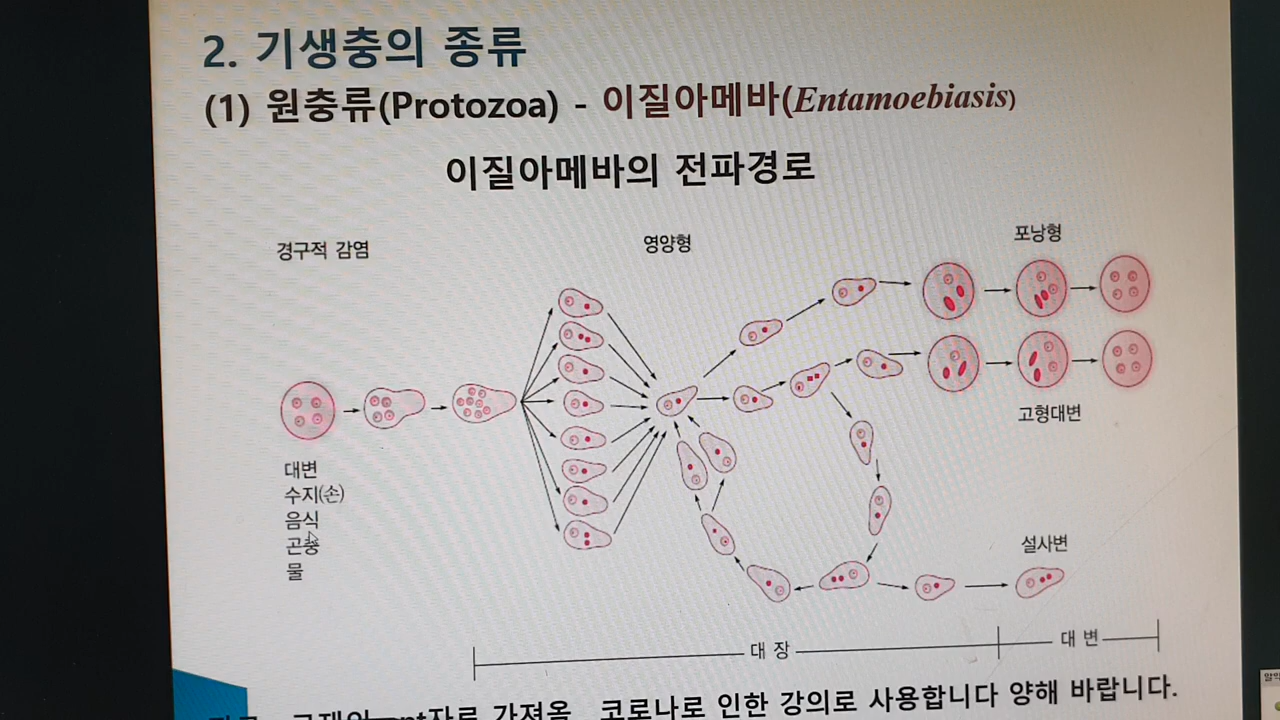 2. 기생충의 종류
(1) 원충류(Protozoa) - 이질아메바(Entamoebiasis)
이질아메바의 전파경로
경구적 감염
영양형
포낭형
고형대변
대변
수지(손)
음식
곤충
물
설사변
대 장
대 변
코로나로 인한 강의로 사용합니다 양해 바랍니다.